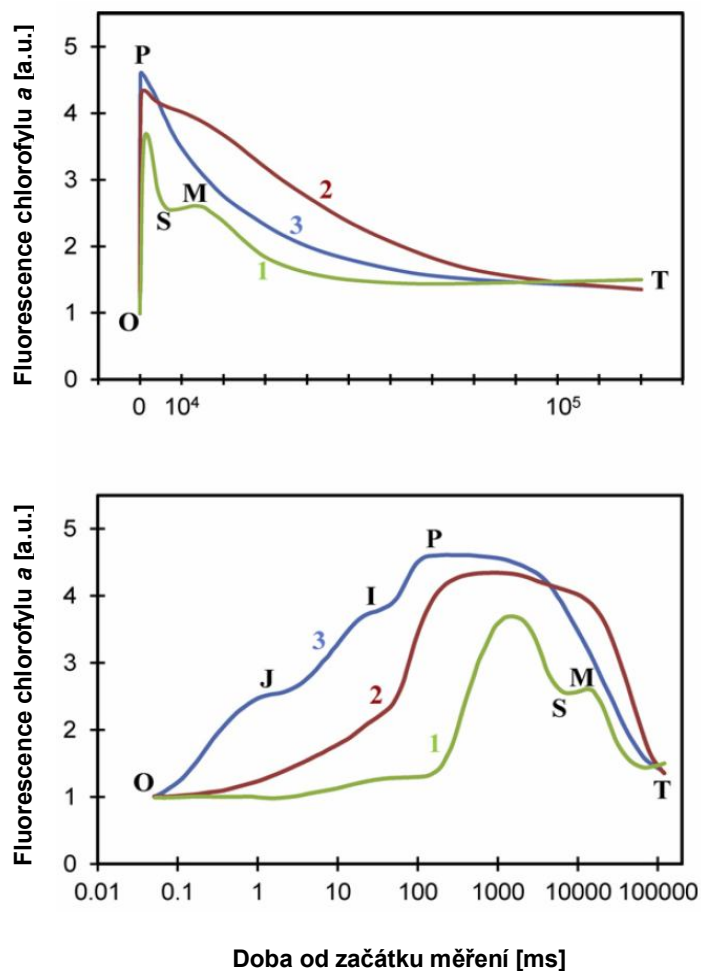 Fluorescence chlorofylu a [a.u.]
5
4
3
2
1
0
P
2
M
S
3
1
O
T
0 10⁴ 10⁵
Fluorescence chlorofylu a [a.u.]
5
4
3
2
1
0
P
I
3
J
2
1
M
S
O
T
0.01 0.1 1 10 100 1000 10000 100000
Doba od začátku měření [ms]